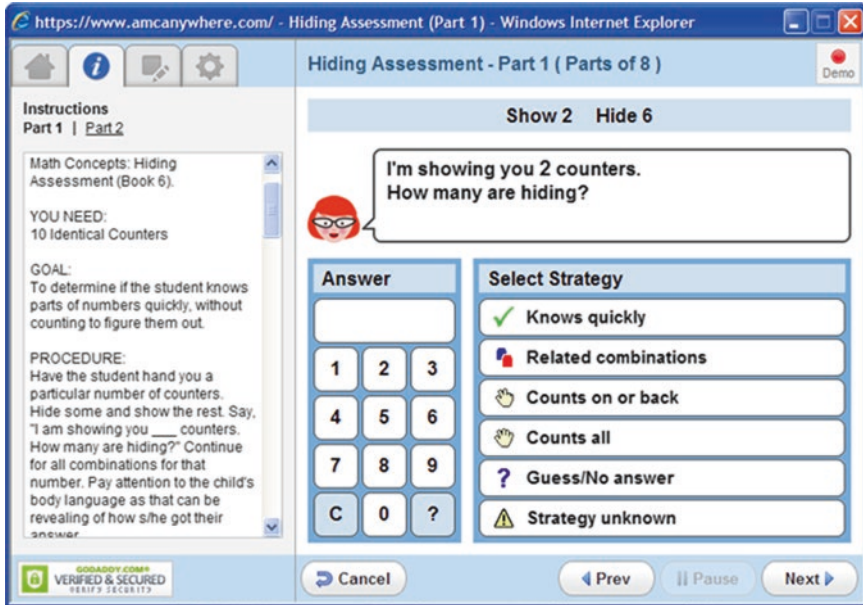 https://www.amcanywhere.com/ - Hiding Assessment (Part 1) - Windows Internet Explorer
Instructions
Part 1 | Part 2
Math Concepts: Hiding
Assessment (Book 6).
YOU NEED:
10 Identical Counters
GOAL:
To determine if the student knows
parts of numbers quickly, without
counting to figure them out.
PROCEDURE:
Have the student hand you a
particular number of counters.
Hide some and show the rest. Say,
"I am showing you ___ counters.
How many are hiding?" Continue
for all combinations for that
number. Pay attention to the child's
body language as that can be
revealing of how s/he got their
answer
GODADDY.COM®
VERIFIED & SECURED
VERIFY SECURITY
Hiding Assessment - Part 1 ( Parts of 8 )
Demo
Show 2 Hide 6
I'm showing you 2 counters.
How many are hiding?
Answer
1 2 3
4 5 6
7 8 9
C 0 ?
Select Strategy
Knows quickly
Related combinations
Counts on or back
Counts all
? Guess/No answer
Strategy unknown
Cancel
Prev
Pause
Next